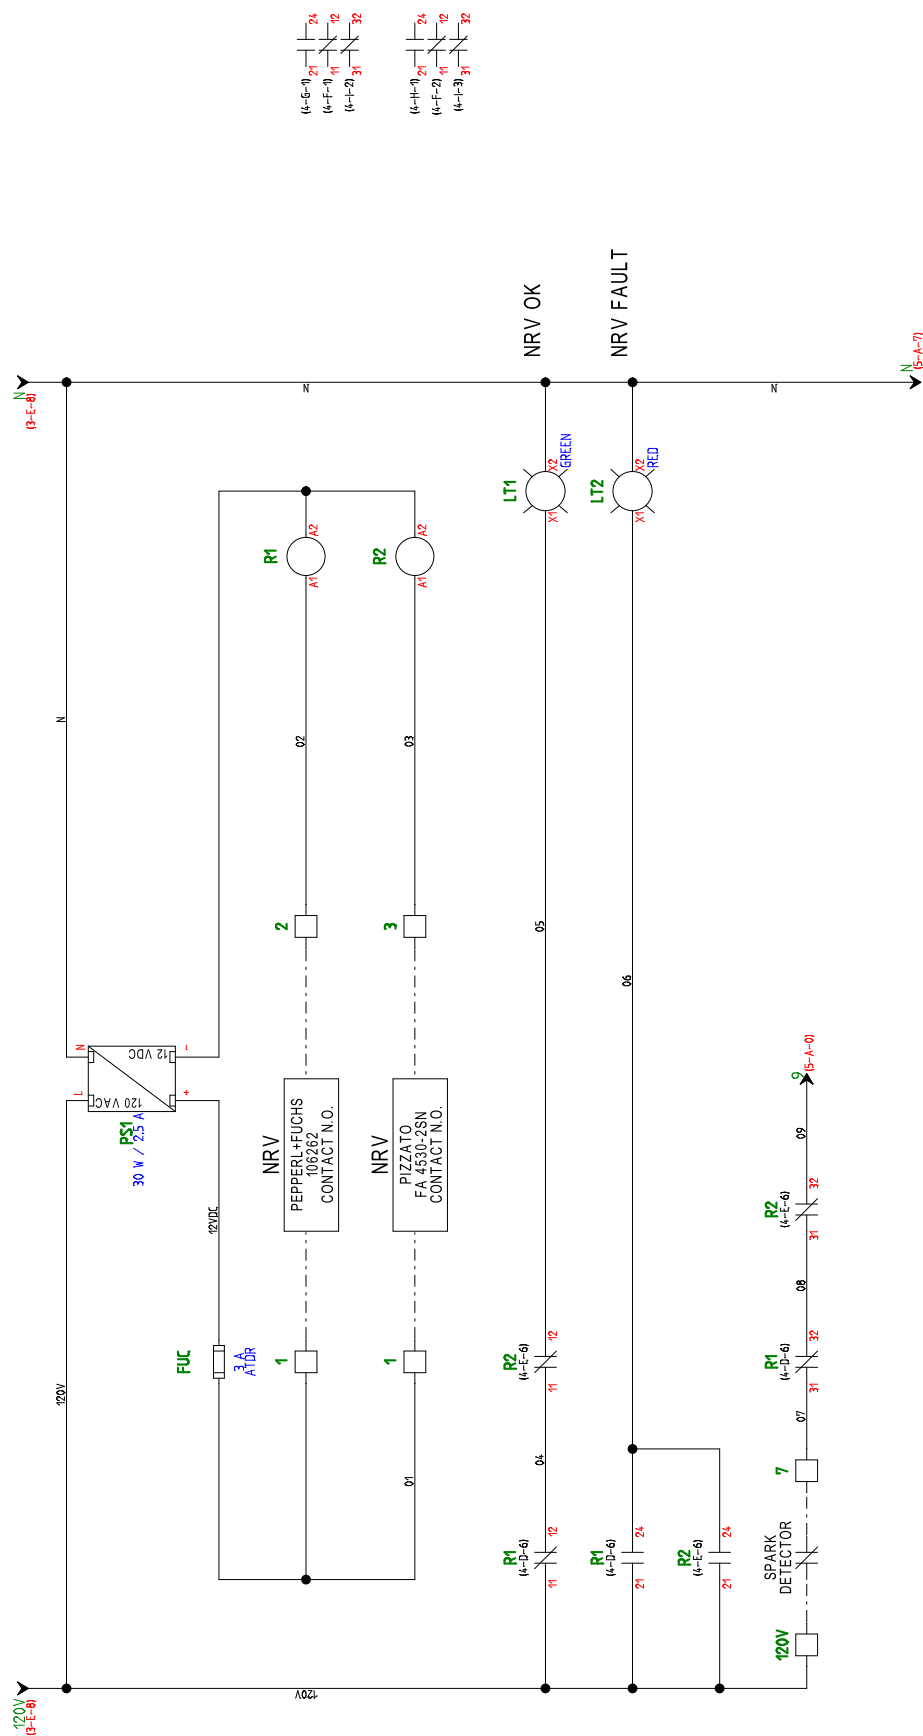 120V
(3-E-8)
N
(3-E-8)
120V
N
L
N
120 VAC
12 VDC
PS1
30 W / 2.5 A
+
-
12VDC
FUC
3 A
ATDR
1
NRV
PEPPERL+FUCHS
106262
CONTACT N.O.
2
02
R1
A1
A2
(4-G-1)
21
24
(4-F-1)
11
12
(4-I-2)
31
32
01
1
NRV
PIZZATO
FA 4530-2SN
CONTACT N.O.
3
03
R2
A1
A2
(4-H-1)
21
24
(4-F-2)
11
12
(4-I-3)
31
32
120V
N
R1
(4-D-6)
11
12
04
R2
(4-E-6)
11
12
05
LT1
X1
X2
GREEN
NRV OK
R1
(4-D-6)
21
24
06
LT2
X1
X2
RED
NRV FAULT
R2
(4-E-6)
21
24
N
120V
SPARK
DETECTOR
7
07
R1
(4-D-6)
31
32
08
R2
(4-E-6)
31
32
09
9
(5-A-0)
N
(5-A-7)